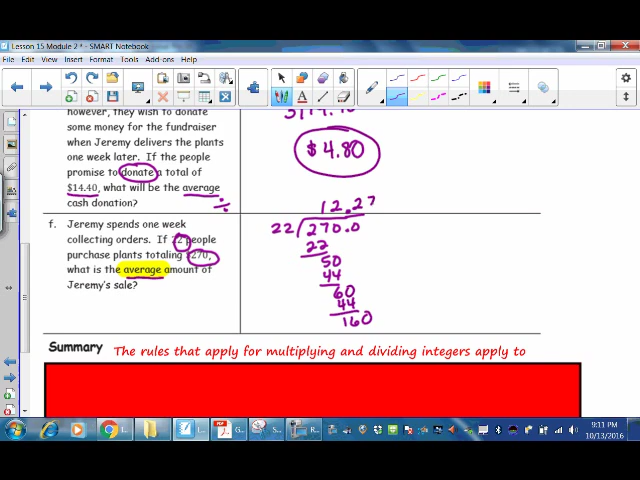 Lesson 15 Module 2 * - SMART Notebook
File Edit View Insert Format Tools Add-ons Help
however, they wish to donate
some money for the fundraiser
when Jeremy delivers the plants
one week later. If the people
promise to donate a total of
$14.40, what will be the average
cash donation?
÷
3 14.40
$4.80
f. Jeremy spends one week
collecting orders. If 22 people
purchase plants totaling $270,
what is the average amount of
Jeremy's sale?
12.27
22 270.0
22
50
44
60
44
160
Summary The rules that apply for multiplying and dividing integers apply to
9:11 PM
10/13/2016